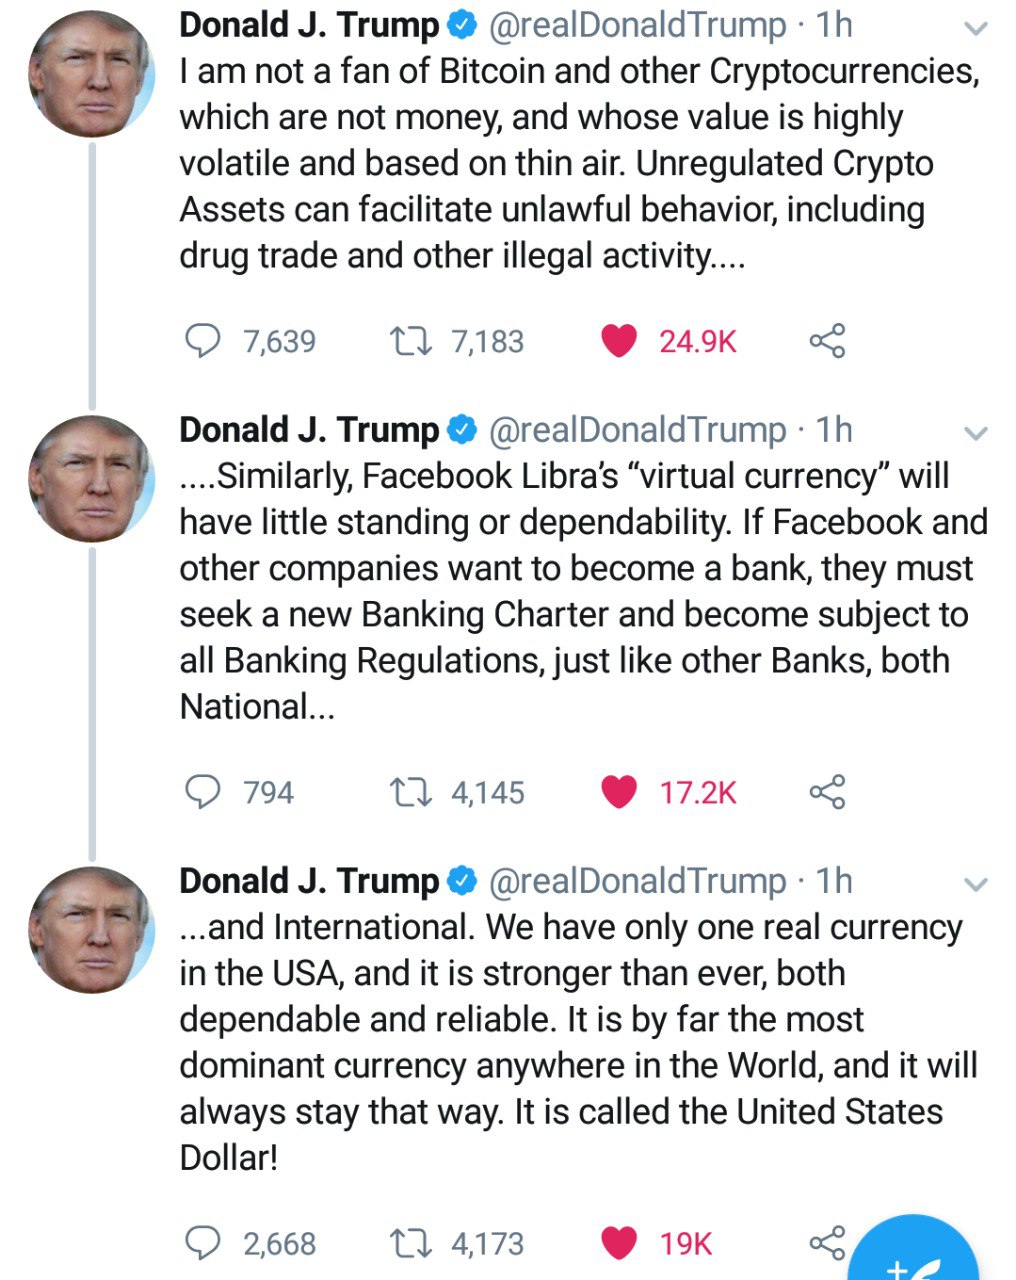 Donald J. Trump @realDonaldTrump · 1h
I am not a fan of Bitcoin and other Cryptocurrencies,
which are not money, and whose value is highly
volatile and based on thin air. Unregulated Crypto
Assets can facilitate unlawful behavior, including
drug trade and other illegal activity....
7,639 7,183 24.9K
Donald J. Trump @realDonaldTrump · 1h
....Similarly, Facebook Libra’s “virtual currency” will
have little standing or dependability. If Facebook and
other companies want to become a bank, they must
seek a new Banking Charter and become subject to
all Banking Regulations, just like other Banks, both
National...
794 4,145 17.2K
Donald J. Trump @realDonaldTrump · 1h
...and International. We have only one real currency
in the USA, and it is stronger than ever, both
dependable and reliable. It is by far the most
dominant currency anywhere in the World, and it will
always stay that way. It is called the United States
Dollar!
2,668 4,173 19K